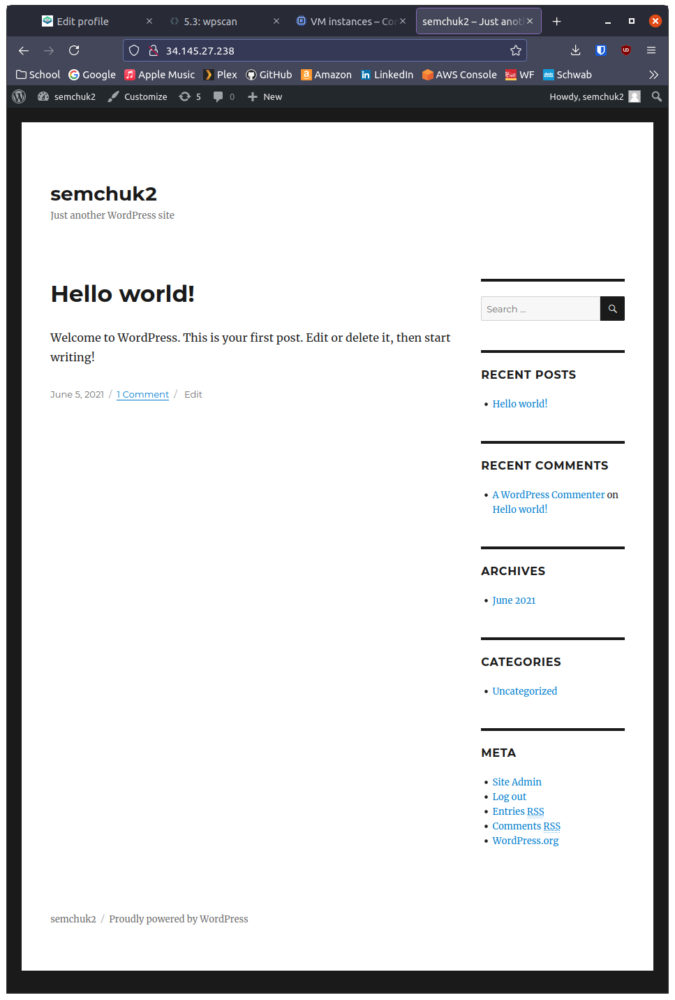 Edit profile
5.3: wpscan
VM instances – Co
semchuk2 – Just anot
34.145.27.238
School
Google
Apple Music
Plex
GitHub
Amazon
LinkedIn
AWS Console
WF
Schwab
semchuk2
Customize
5
0
New
Howdy, semchuk2
semchuk2
Just another WordPress site
Hello world!
Welcome to WordPress. This is your first post. Edit or delete it, then start
writing!
June 5, 2021 / 1 Comment / Edit
Search ...
RECENT POSTS
Hello world!
RECENT COMMENTS
A WordPress Commenter on
Hello world!
ARCHIVES
June 2021
CATEGORIES
Uncategorized
META
Site Admin
Log out
Entries RSS
Comments RSS
WordPress.org
semchuk2 / Proudly powered by WordPress